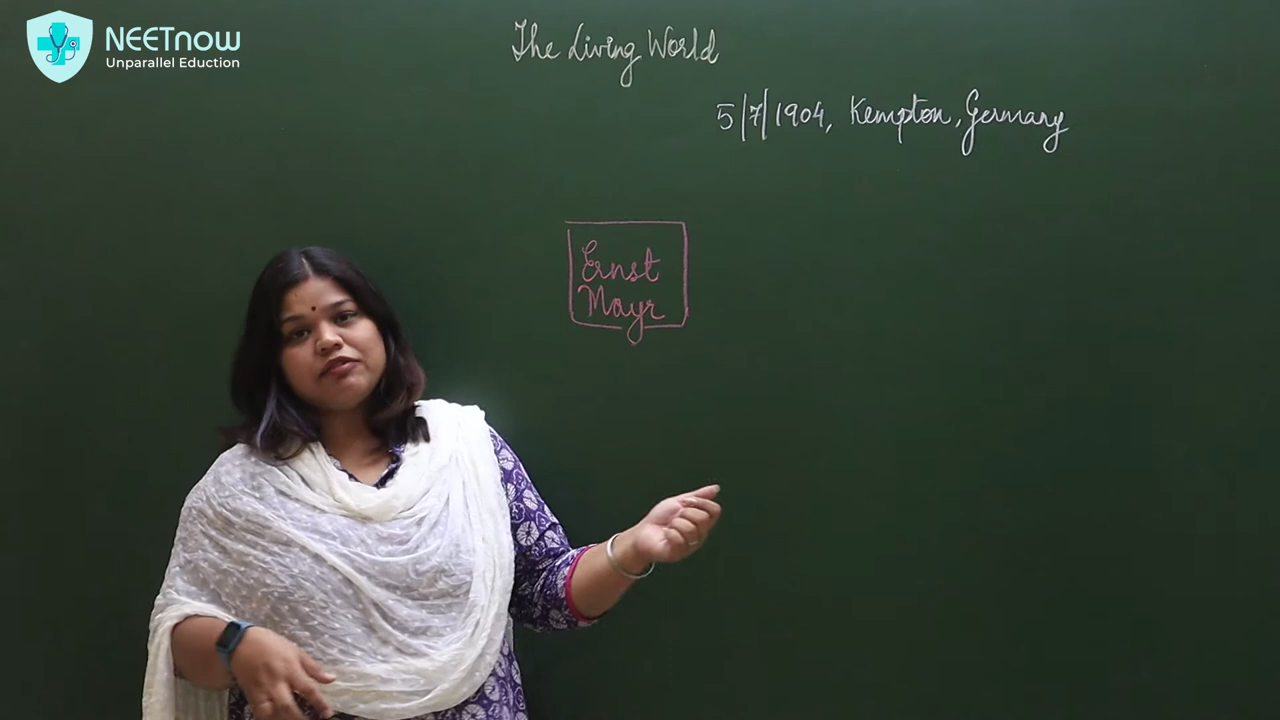 NEETnow
Unparallel Eduction
The Living World
5/7/1904, Kempton, Germany
Ernst
Mayr